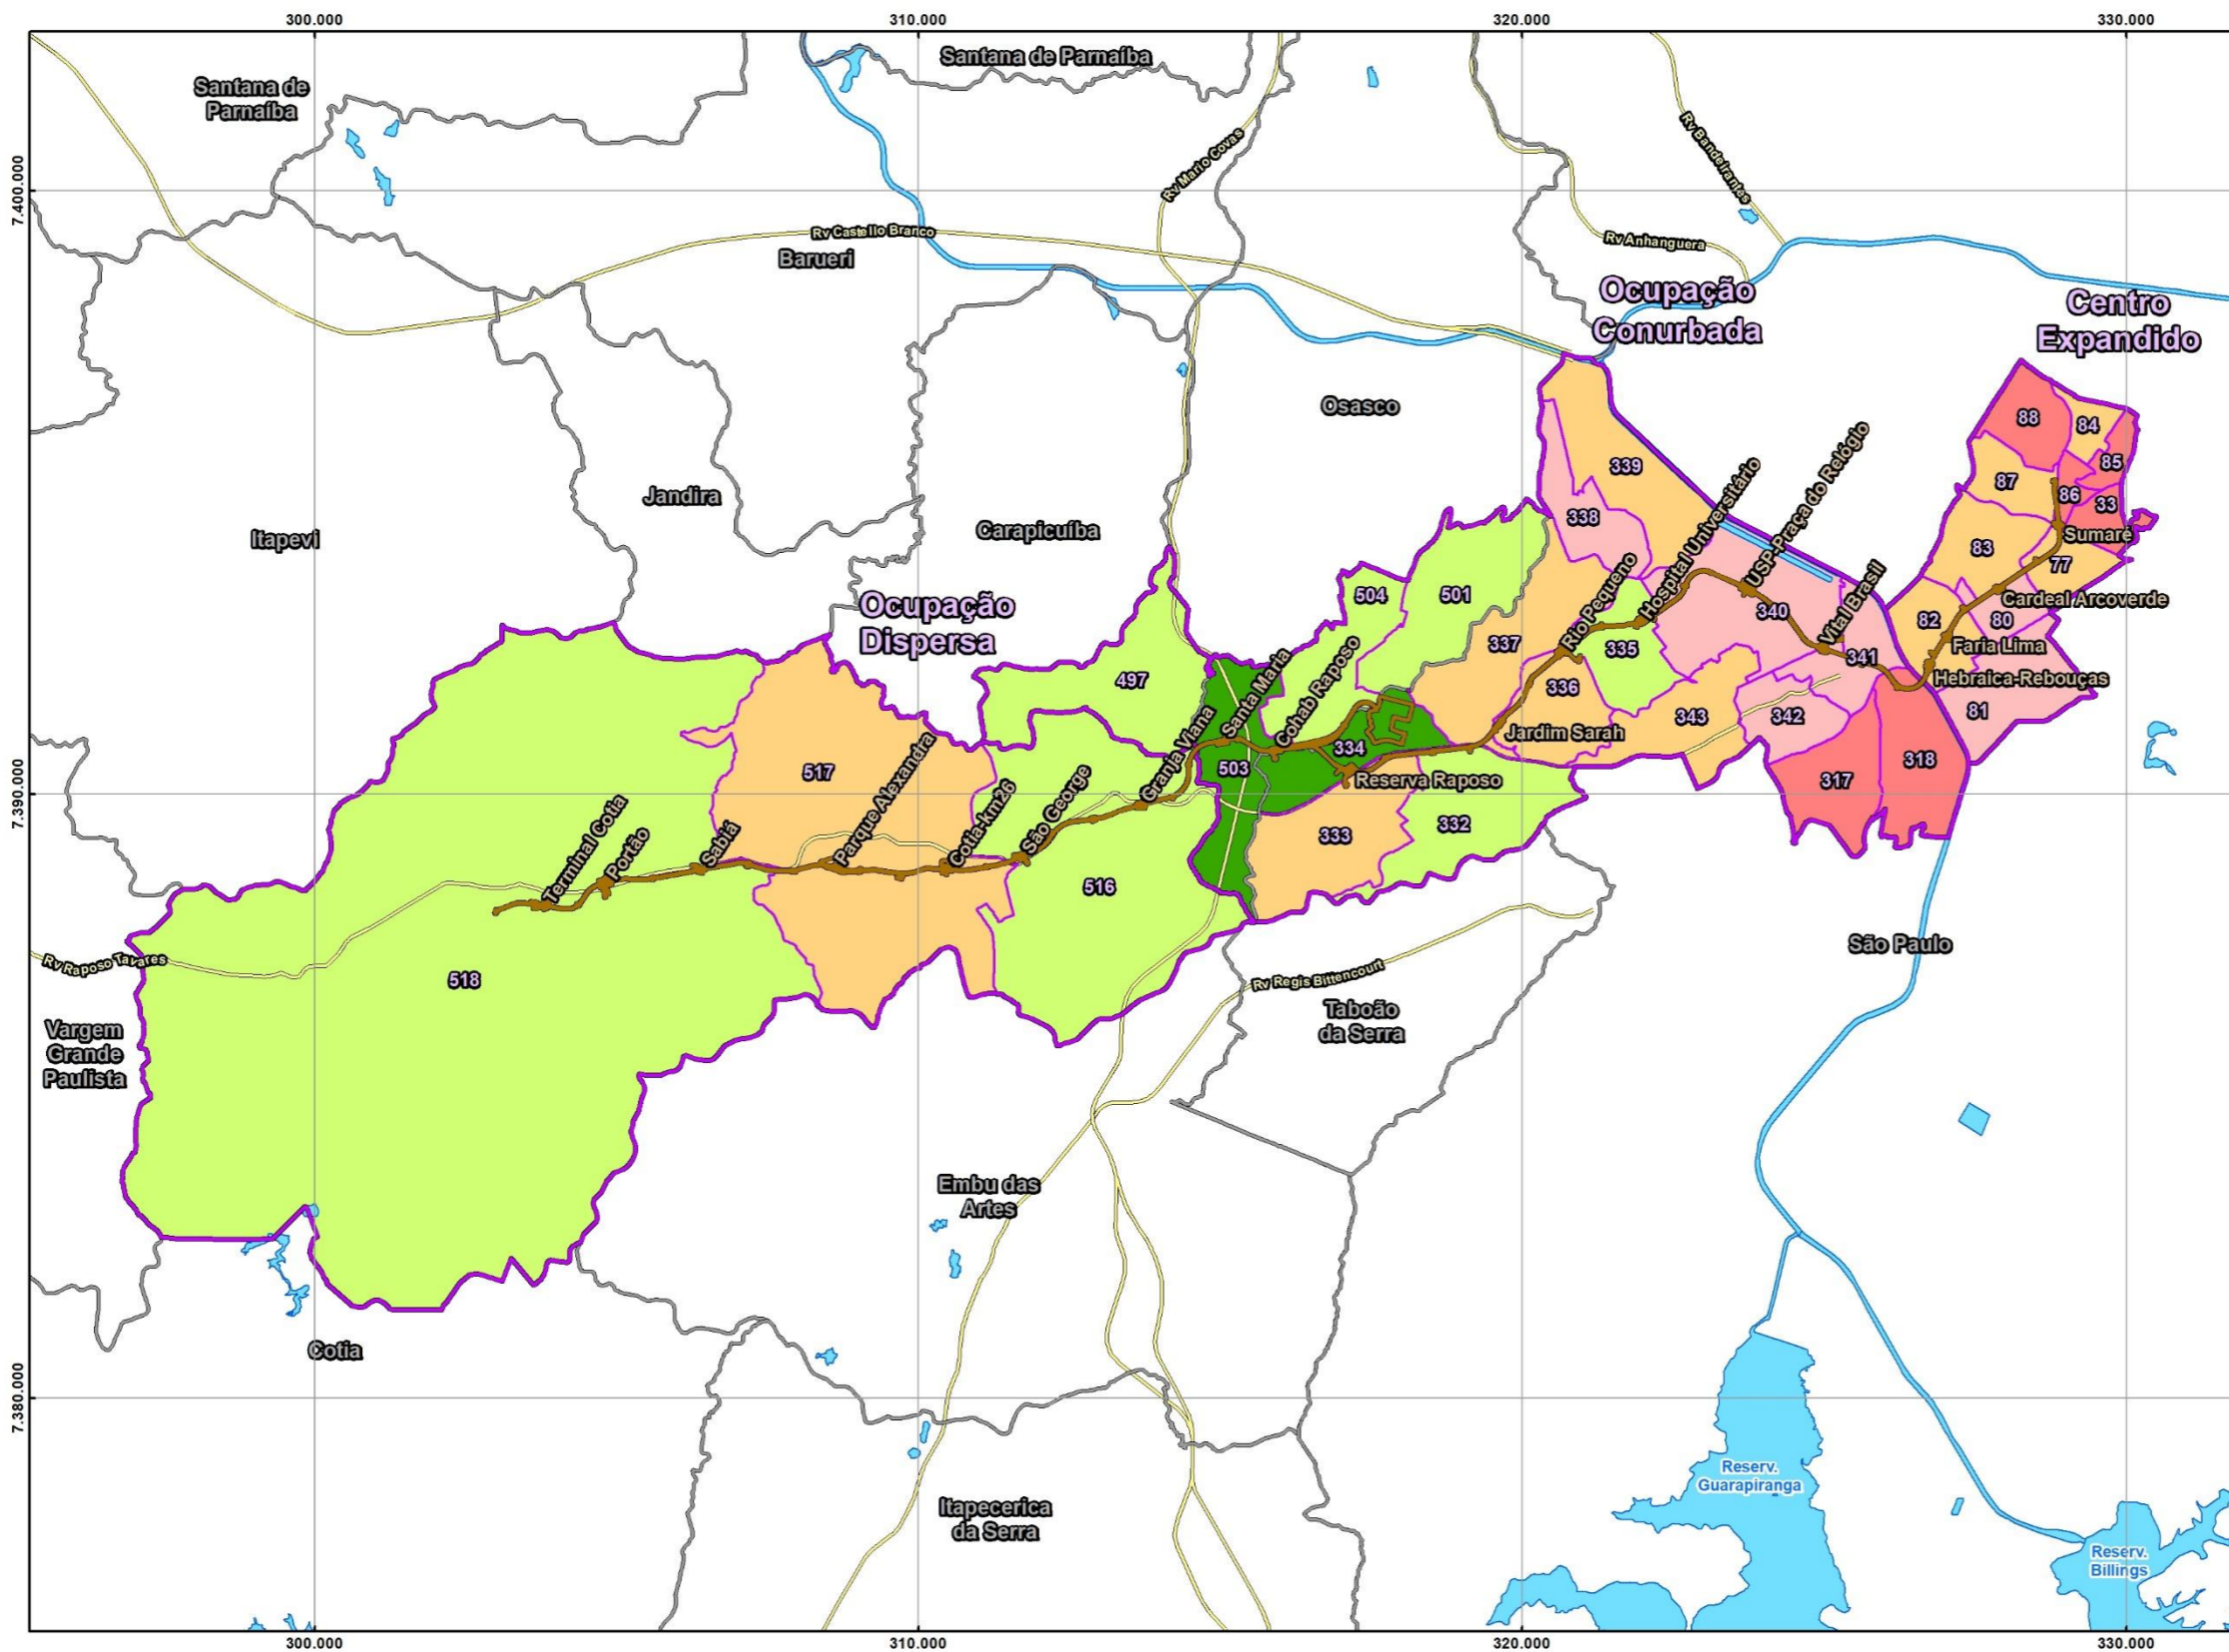 300.000
310.000
320.000
330.000
Santana de Parnaíba
Santana de
Parnaíba
Rv Mario Covas
Rv Bandeirantes
7.400.000
Rv Castello Branco
Rv Anhanguera
Barueri
Ocupação
Conurbada
Centro
Expandido
Osasco
88
84
339
85
87
86
33
Jandira
338
Carapicuíba
Itapevi
Hospital Universitário
USP-Praça do Relógio
Sumaré
83
77
Ocupação
Dispersa
504
501
Rio Pequeno
Vital Brasil
Cardeal Arcoverde
340
82
80
337
335
Faria Lima
341
497
Santa Maria
Cohab Raposo
336
Hebraica-Rebouças
343
342
81
Jardim Sarah
334
Granja Viana
503
318
517
Parque Alexandra
Reserva Raposo
317
7.390.000
Terminal Cotia
Portão
Sabiá
Cotia-km26
São George
333
332
516
São Paulo
Rv Raposo Tavares
518
Rv Regis Bittencourt
Taboão
da Serra
Vargem
Grande
Paulista
Embu das
Artes
Cotia
7.380.000
Reserv.
Guarapiranga
Itapecerica
da Serra
Reserv.
Billings
300.000
310.000
320.000
330.000